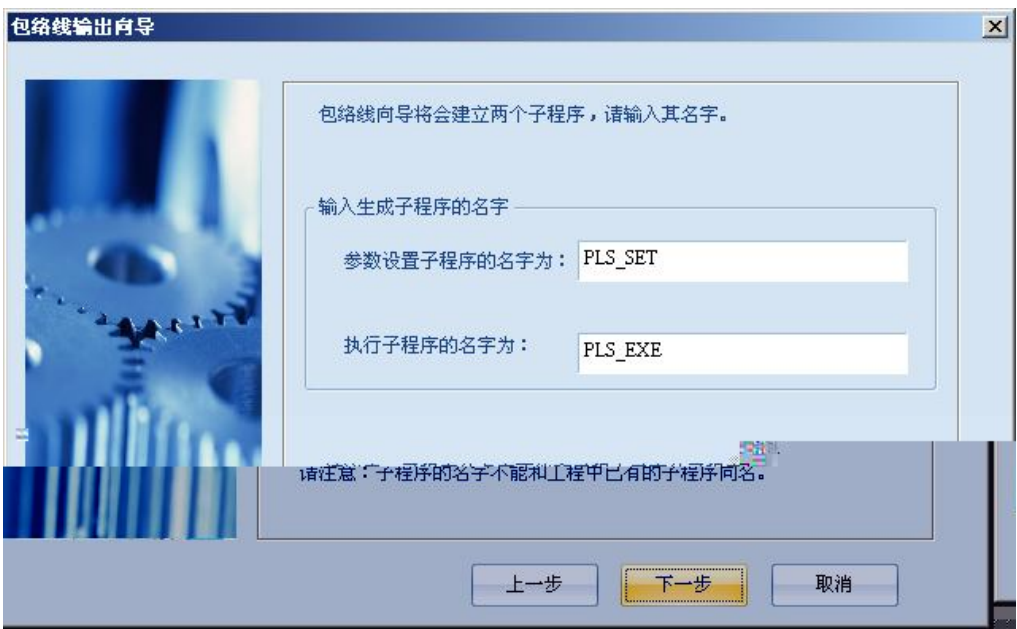 包络线输出向导
包络线向导将会建立两个子程序，请输入其名字。
输入生成子程序的名字
参数设置子程序的名字为：
PLS_SET
执行子程序的名字为：
PLS_EXE
请注意：子程序的名字不能和工程中已有的子程序同名。
上一步
下一步
取消